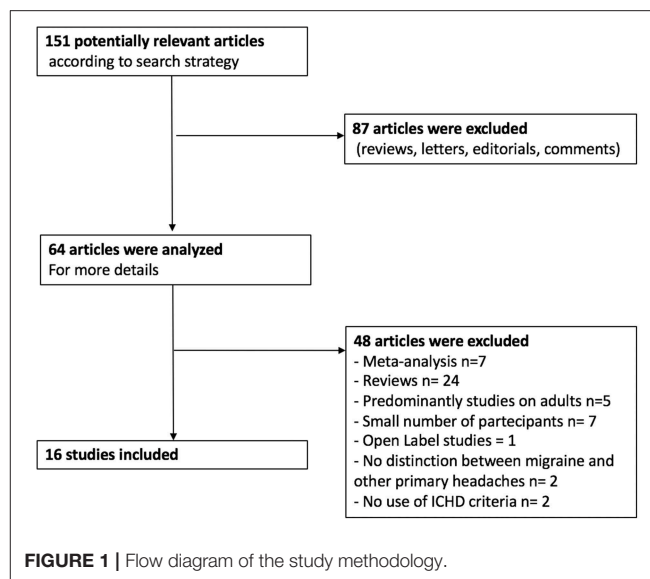 151 potentially relevant articles
according to search strategy
87 articles were excluded
(reviews, letters, editorials, comments)
64 articles were analyzed
For more details
48 articles were excluded
- Meta-analysis n=7
- Reviews n= 24
- Predominantly studies on adults n=5
- Small number of partecipants n= 7
- Open Label studies = 1
- No distinction between migraine and
other primary headaches n= 2
- No use of ICHD criteria n= 2
16 studies included
FIGURE 1 | Flow diagram of the study methodology.